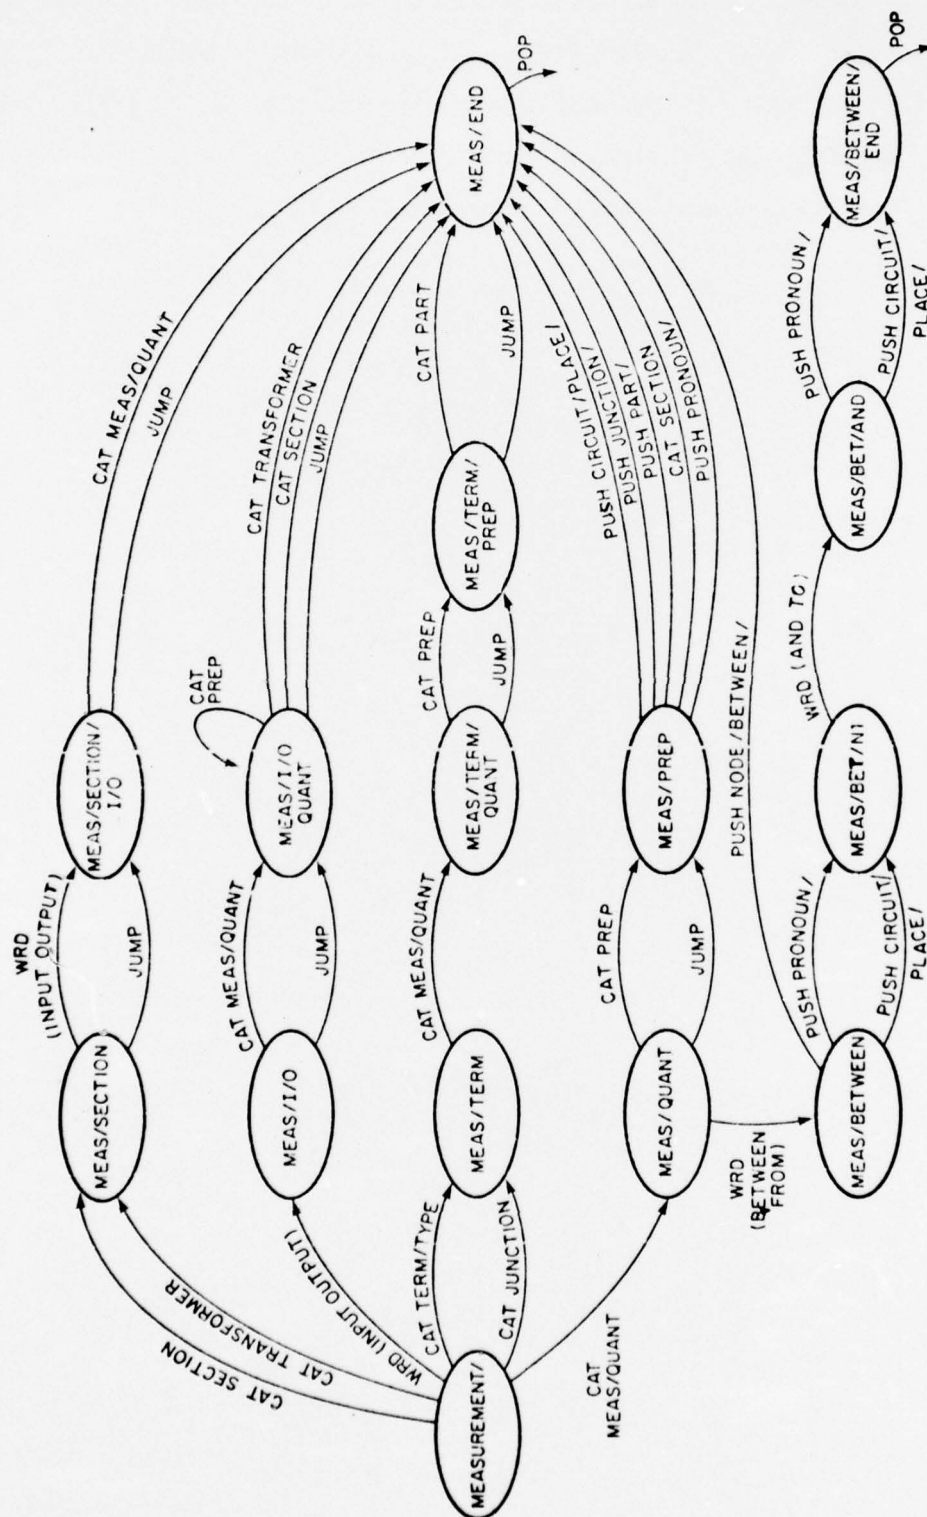 MEASUREMENT/
CAT SECTION
CAT TRANSFORMER
WRD (INPUT OUTPUT)
CAT TERM/TYPE
CAT JUNCTION
CAT
MEAS/QUANT
MEAS/SECTION
WRD
(INPUT OUTPUT)
JUMP
MEAS/SECTION/
I/O
CAT MEAS/QUANT
JUMP
MEAS/I/O
CAT MEAS/QUANT
JUMP
MEAS/I/O
QUANT
CAT
PREP
CAT TRANSFORMER
CAT SECTION
JUMP
MEAS/TERM
CAT MEAS/QUANT
MEAS/TERM/
QUANT
CAT PREP
JUMP
MEAS/TERM/
PREP
CAT PART
JUMP
MEAS/END
POP
MEAS/QUANT
CAT PREP
JUMP
MEAS/PREP
PUSH CIRCUIT/PLACE/
PUSH JUNCTION/
PUSH PART/
PUSH SECTION
CAT SECTION/
PUSH PRONOUN/
WRD
(BETWEEN
FROM)
PUSH NODE/BETWEEN/
MEAS/BETWEEN
PUSH PRONOUN/
PUSH CIRCUIT/
PLACE/
MEAS/BET/N1
WRD (AND TO)
MEAS/BET/AND
PUSH PRONOUN/
PUSH CIRCUIT/
PLACE/
MEAS/BETWEEN/
END
POP